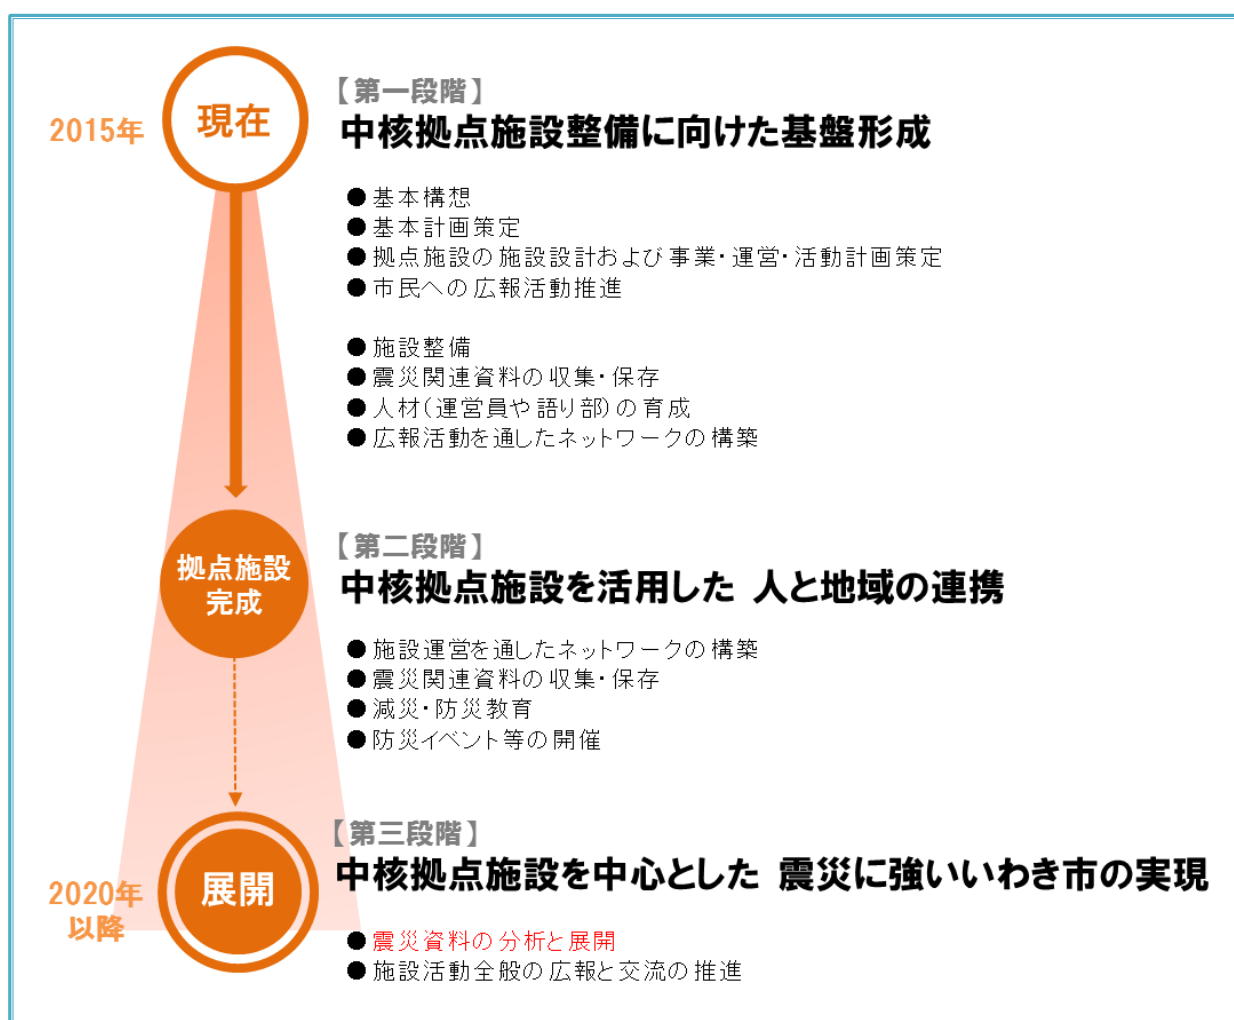 2015年
現在
【第一段階】
中核拠点施設整備に向けた基盤形成
●基本構想
●基本計画策定
●拠点施設の施設設計および事業・運営・活動計画策定
●市民への広報活動推進
●施設整備
●震災関連資料の収集・保存
●人材(運営員や語り部)の育成
●広報活動を通したネットワークの構築
拠点施設
完成
【第二段階】
中核拠点施設を活用した 人と地域の連携
●施設運営を通したネットワークの構築
●震災関連資料の収集・保存
●減災・防災教育
●防災イベント等の開催
2020年
以降
展開
【第三段階】
中核拠点施設を中心とした 震災に強いいわき市の実現
●震災資料の分析と展開
●施設活動全般の広報と交流の推進